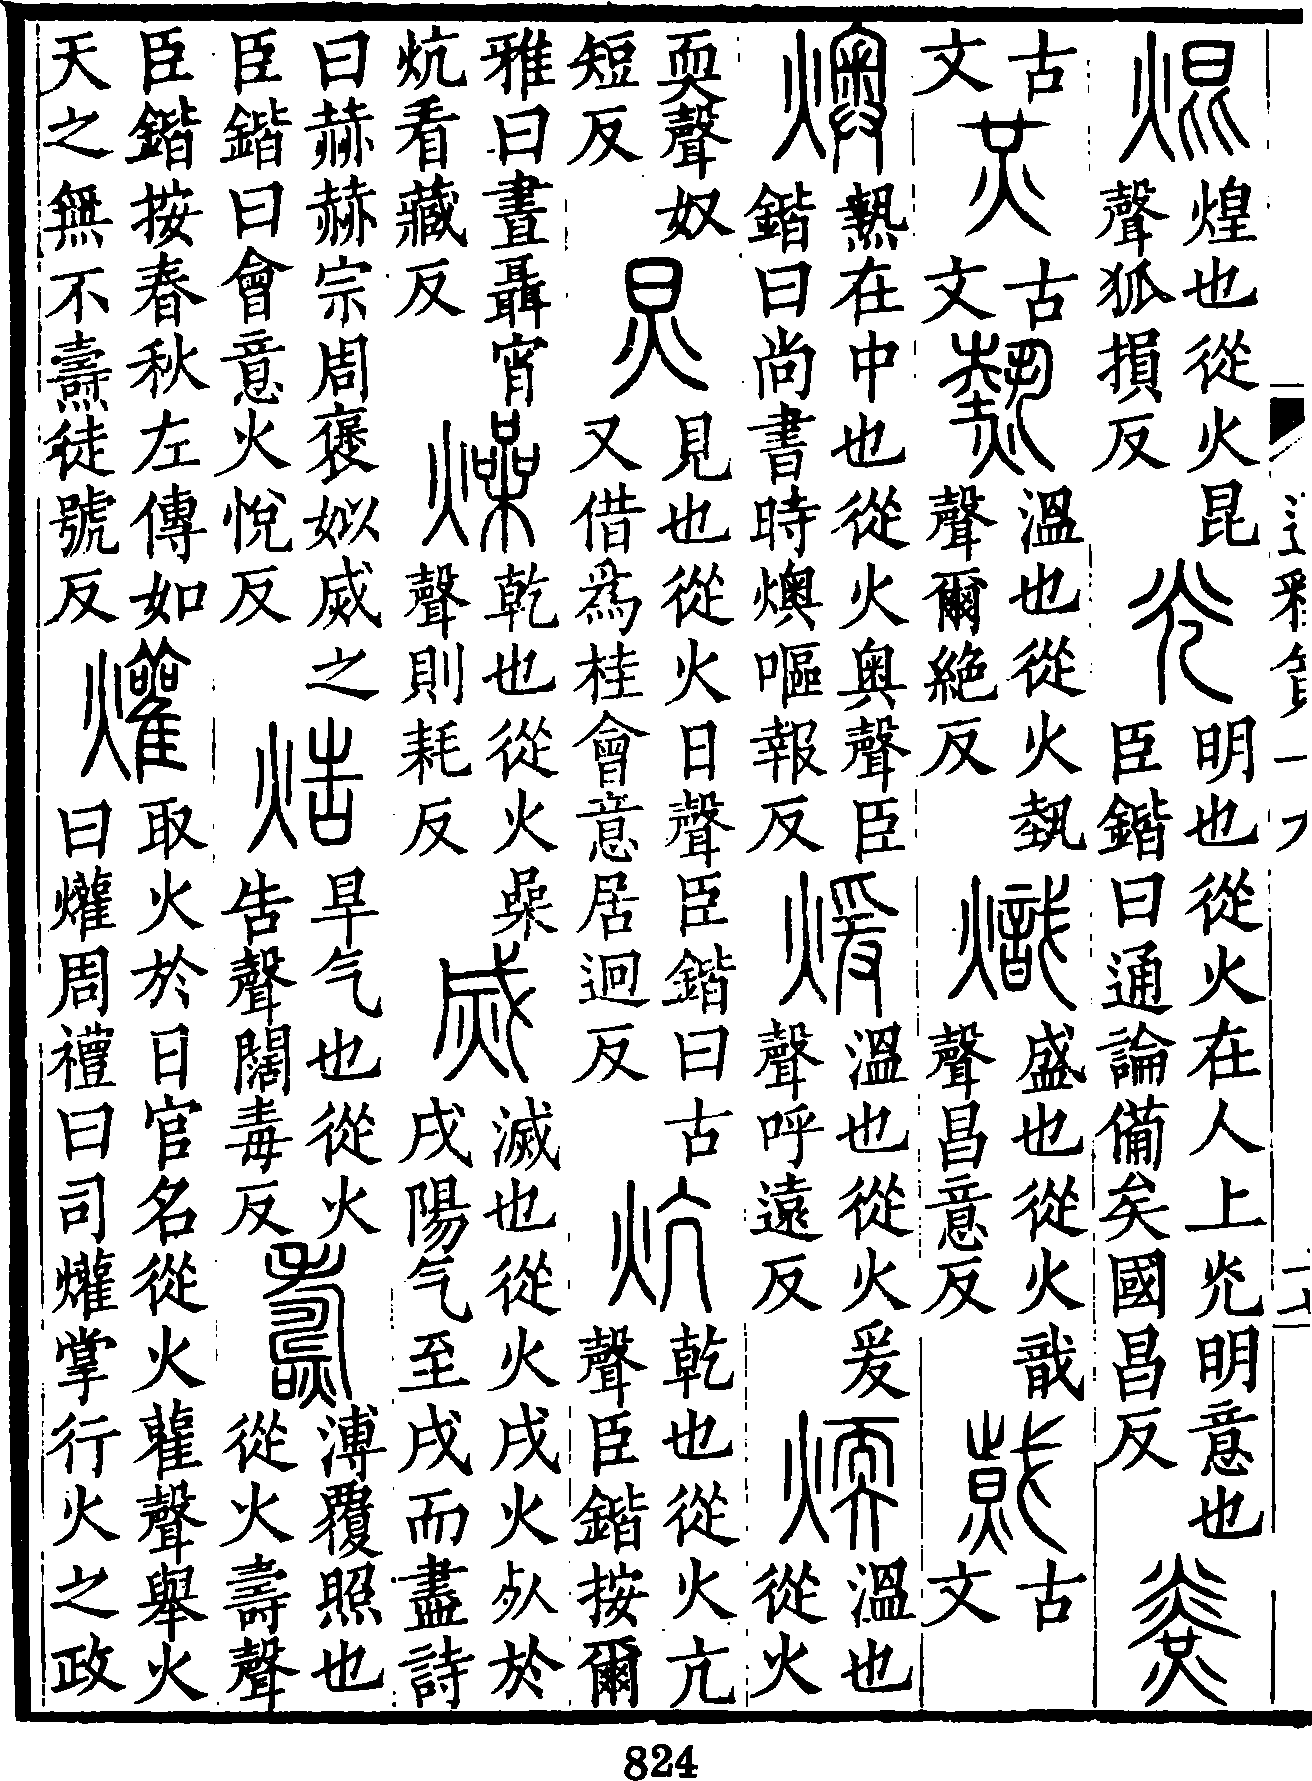 焜煌也從火昆聲狐損反光明也從火在人上光明意也臣鍇曰通論備矣國昌反𤉭
古文炗古文熱溫也從火埶聲爾絕反熾盛也從火戠聲昌意反𢧤古文
燠熱在中也從火奧聲臣鍇曰尚書時燠嘔報反煖溫也從火爰聲呼遠反煗溫也從火
耎聲奴短反炅見也從火日聲臣鍇曰古又借爲桂會意居迥反炕乾也從火亢聲臣鍇按爾
雅曰晝聶宵炕看藏反燥乾也從火喿聲則耗反烕滅也從火戌火𣦸於戌陽气至戌而盡詩
曰赫赫宗周褒姒烕之臣鍇曰會意火悅反焅旱气也從火告聲闊毒反燾溥覆照也從火壽聲
臣鍇按春秋左傳如天之無不燾徒號反爟取火於日官名從火雚聲舉火曰爟周禮曰司爟掌行火之政
824